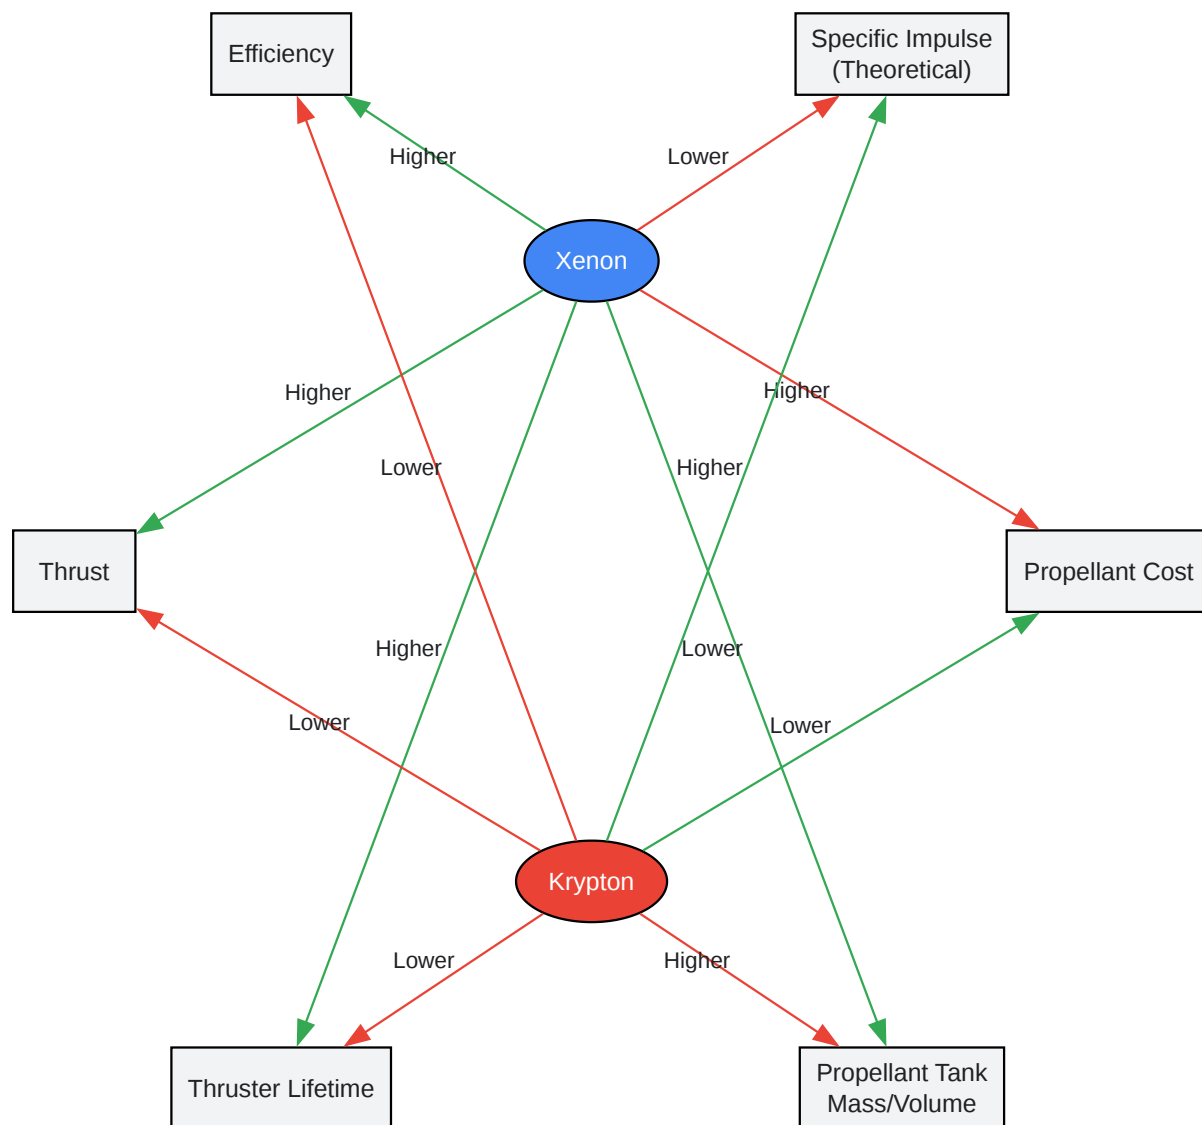 Efficiency
Specific Impulse
(Theoretical)
Higher
Lower
Xenon
Higher
Higher
Lower
Higher
Thrust
Propellant Cost
Higher
Lower
Lower
Lower
Krypton
Lower
Higher
Thruster Lifetime
Propellant Tank
Mass/Volume